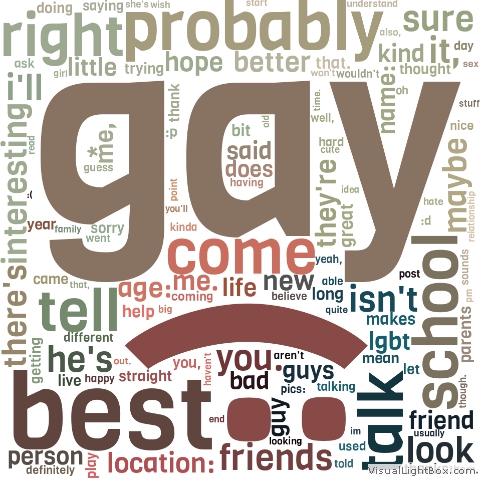 doing saying she's wish start understand
right probably also, sure
ask little trying hope better that. kind it, day
girl won't wouldn't thought sex
i'll thank time. name: oh stuff
gay
interesting read *me, guess :p bit old well, hard cute nice
said does having they're idea maybe
:( point you'll great hate :d relationship
year family sorry went kinda
there's come yeah, school sounds
came that, age. me. life new able post pm
coming believe long isn't
tell help big quite makes parents
different lgbt
getting he's out. you, haven't you. aren't guys mean let
live happy straight bad pics: talking talk though.
best end guy im friend
looking usually
person used look
definitely play location: friends told
VisualLightBox.com